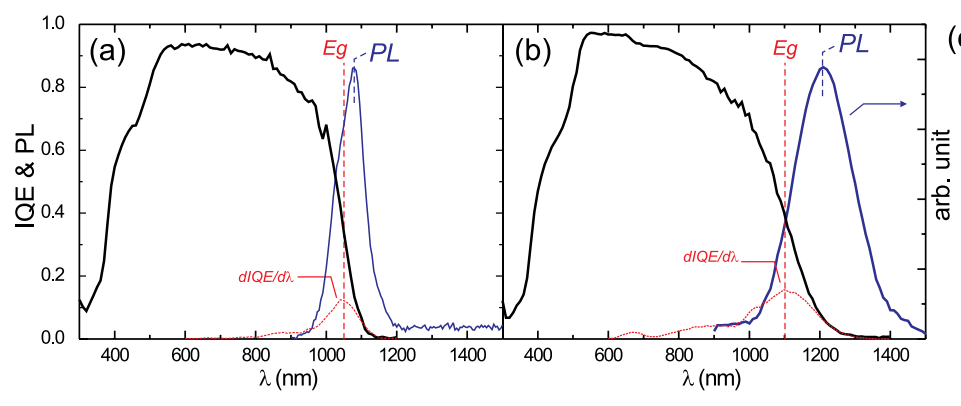 1.0
0.8
0.6
0.4
0.2
0.0
IQE & PL
(a)
Eg
PL
dIQE/dλ
400 600 800 1000 1200 1400
λ (nm)
(b)
Eg
PL
dIQE/dλ
400 600 800 1000 1200 1400
λ (nm)
arb. unit